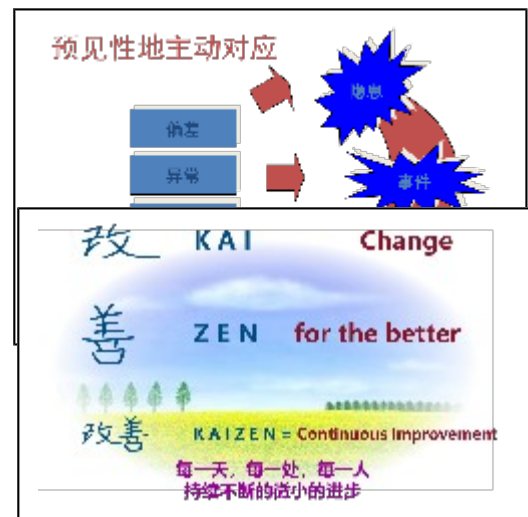 预见性地主动对应
偏差
异常
事件
改 KAI Change
善 ZEN for the better
改善 KAIZEN = Continuous Improvement
每一天，每一处，每一人
持续不断的微小的进步